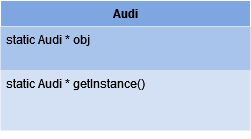 Audi
static Audi * obj
static Audi * getInstance()